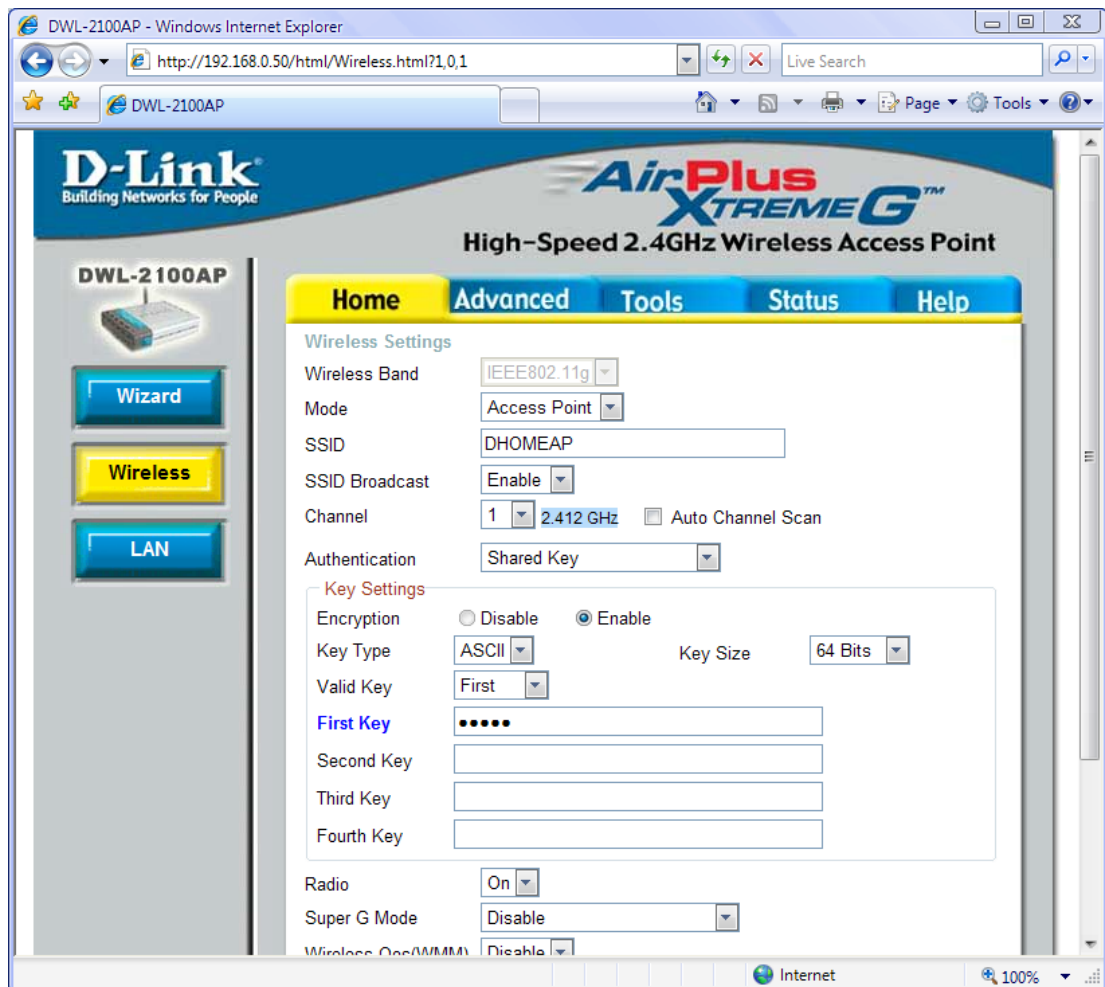 DWL-2100AP - Windows Internet Explorer
http://192.168.0.50/html/Wireless.html?1,0,1
Live Search
DWL-2100AP
Page
Tools
D-Link
Building Networks for People
AirPlus
XTREME G™
High-Speed 2.4GHz Wireless Access Point
DWL-2100AP
Home Advanced Tools Status Help
Wizard
Wireless
LAN
Wireless Settings
Wireless Band IEEE802.11g
Mode Access Point
SSID DHOMEAP
SSID Broadcast Enable
Channel 1 2.412 GHz Auto Channel Scan
Authentication Shared Key
Key Settings
Encryption Disable Enable
Key Type ASCII Key Size 64 Bits
Valid Key First
First Key •••••
Second Key
Third Key
Fourth Key
Radio On
Super G Mode Disable
Wireless Qos(WMM) Disable
Internet 100%